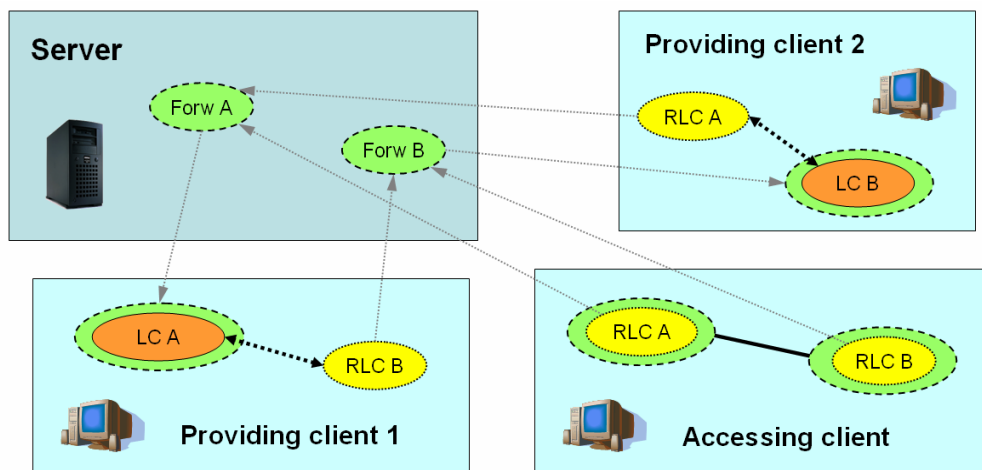 Server
Forw A
Forw B
Providing client 2
RLC A
LC B
LC A
RLC B
Providing client 1
RLC A
RLC B
Accessing client